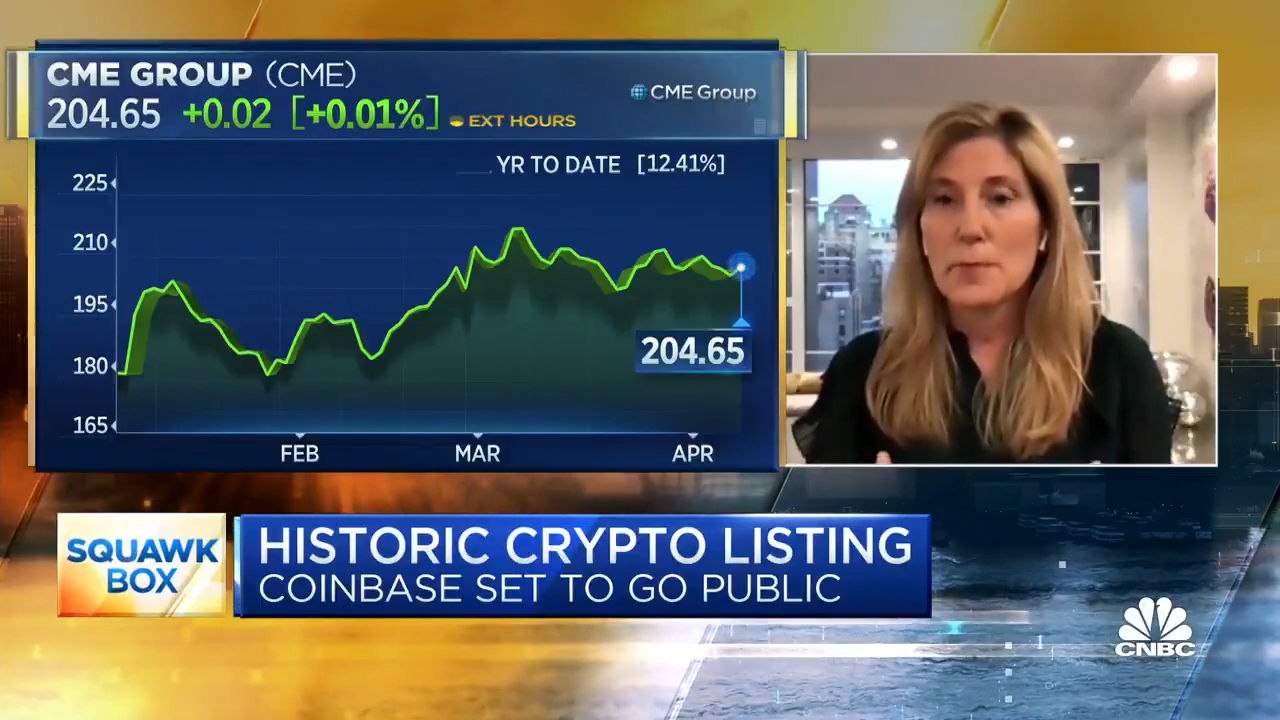 CME GROUP (CME)
204.65 +0.02 [+0.01%] EXT HOURS
CME Group
YR TO DATE [12.41%]
225
210
195
180
165
204.65
FEB MAR APR
SQUAWK
BOX
HISTORIC CRYPTO LISTING
COINBASE SET TO GO PUBLIC
CNBC